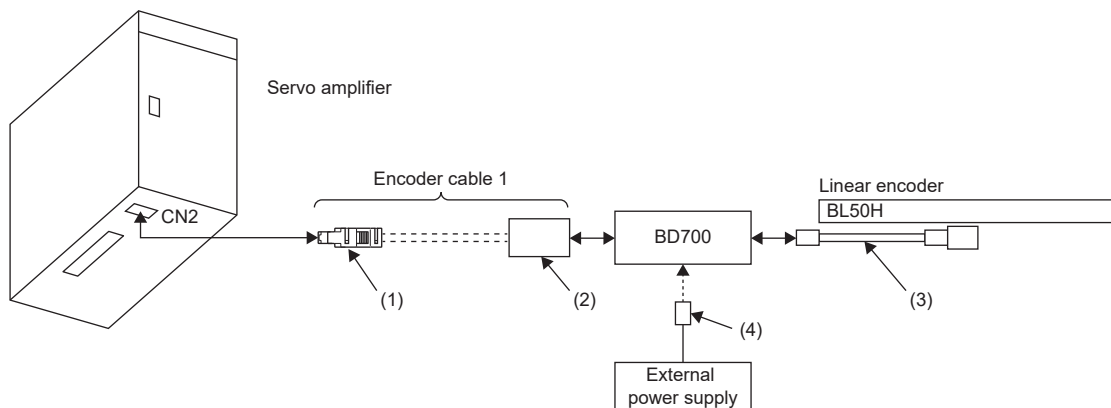 Servo amplifier
Encoder cable 1
Linear encoder
BL50H
CN2
BD700
(1)
(2)
(3)
(4)
External
power supply